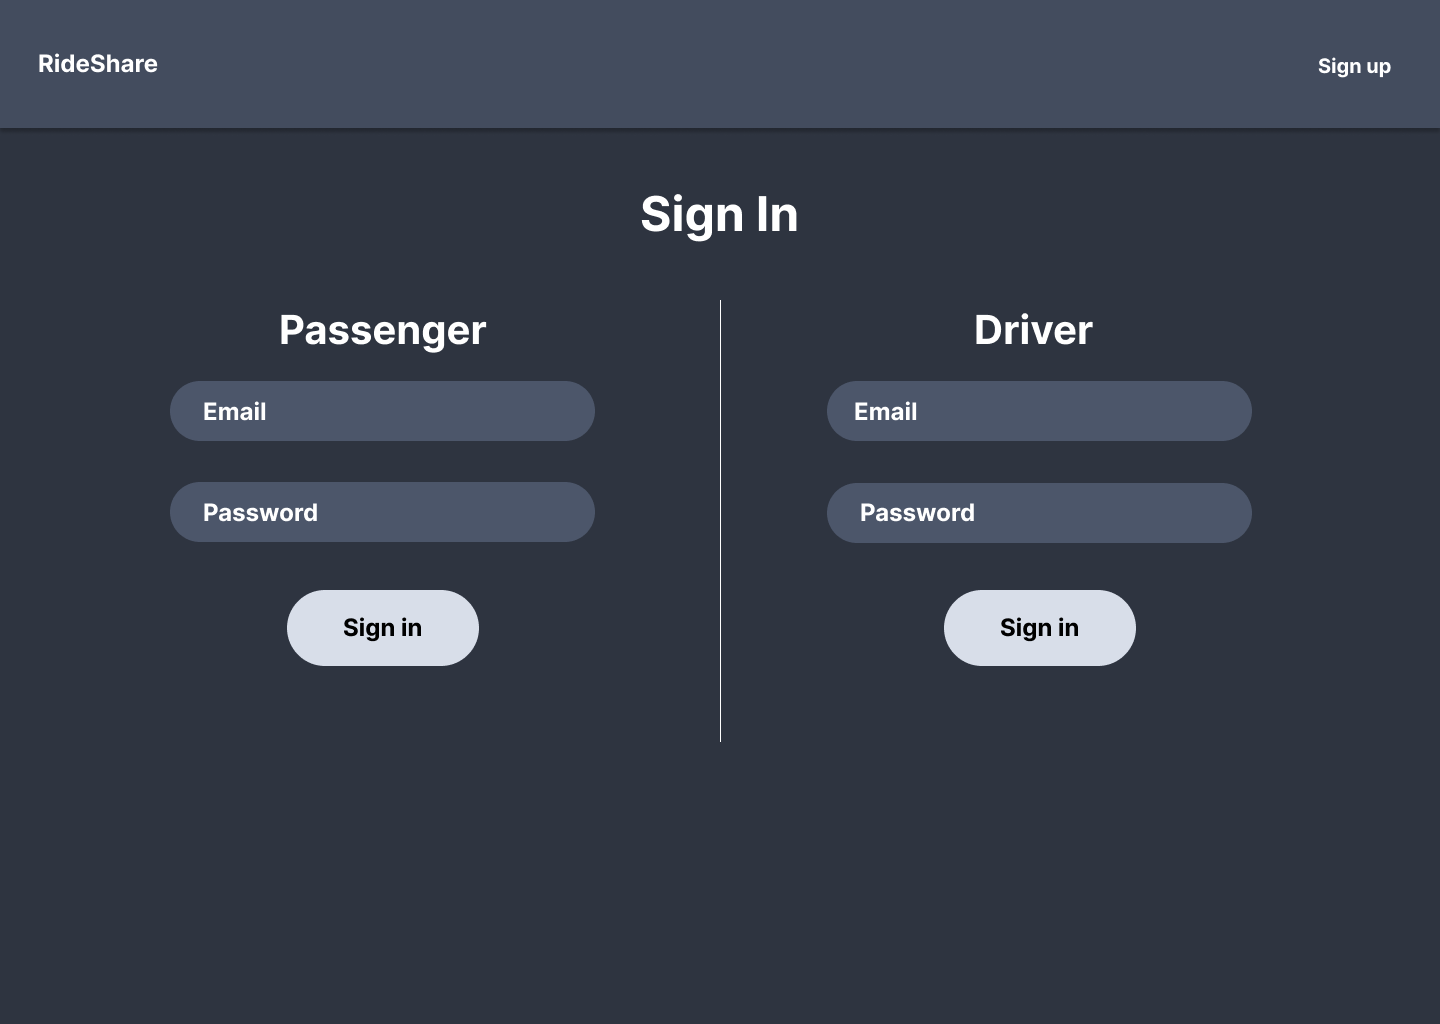 RideShare
Sign up
Sign In
Passenger
Email
Password
Sign in
Driver
Email
Password
Sign in